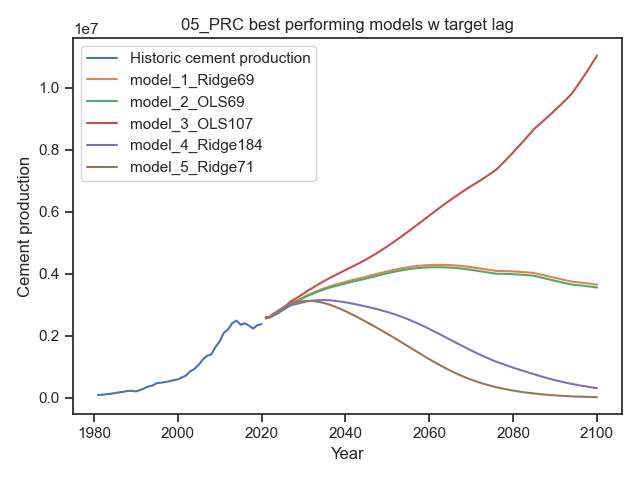 05_PRC best performing models w target lag
1e7
Historic cement production
model_1_Ridge69
model_2_OLS69
model_3_OLS107
model_4_Ridge184
model_5_Ridge71
Cement production
1.0
0.8
0.6
0.4
0.2
0.0
1980 2000 2020 2040 2060 2080 2100
Year